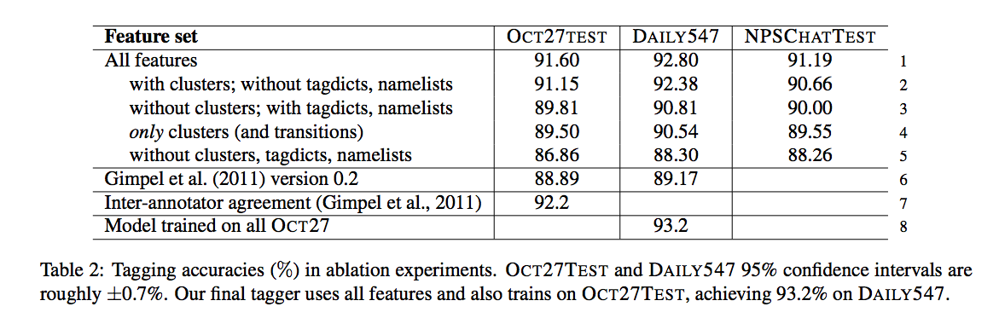 Feature set OCT27TEST DAILY547 NPSCHATTEST
All features 91.60 92.80 91.19 1
with clusters; without tagdicts, namelists 91.15 92.38 90.66 2
without clusters; with tagdicts, namelists 89.81 90.81 90.00 3
only clusters (and transitions) 89.50 90.54 89.55 4
without clusters, tagdicts, namelists 86.86 88.30 88.26 5
Gimpel et al. (2011) version 0.2 88.89 89.17 6
Inter-annotator agreement (Gimpel et al., 2011) 92.2 7
Model trained on all OCT27 93.2 8
Table 2: Tagging accuracies (%) in ablation experiments. OCT27TEST and DAILY547 95% confidence intervals are
roughly ±0.7%. Our final tagger uses all features and also trains on OCT27TEST, achieving 93.2% on DAILY547.